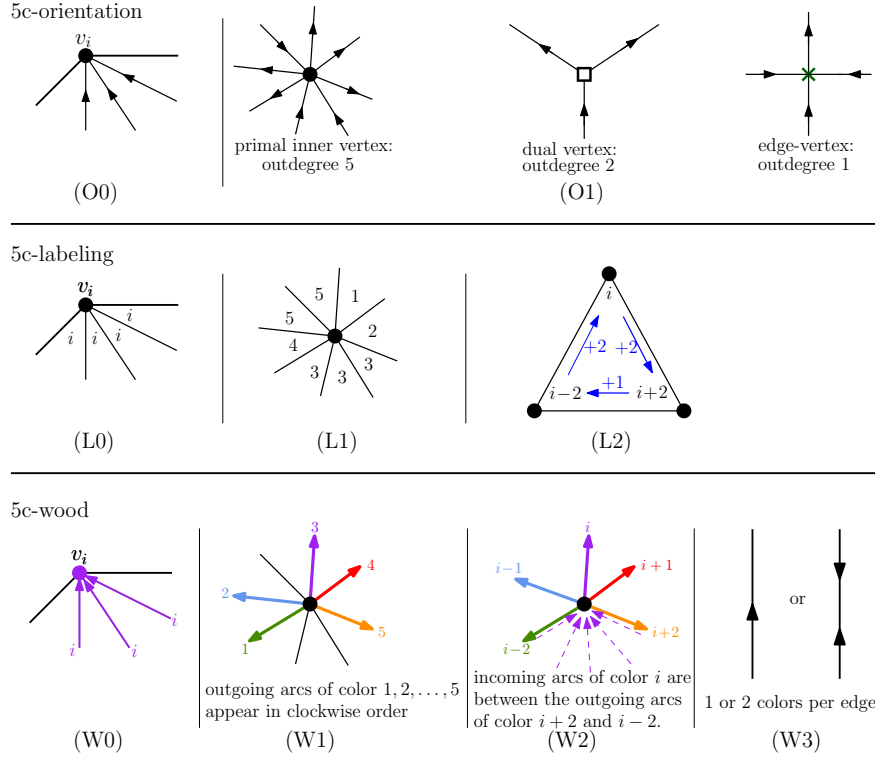 5c-orientation
v_i
primal inner vertex:
outdegree 5
dual vertex:
outdegree 2
edge-vertex:
outdegree 1
(O0)
(O1)
5c-labeling
v_i
i
i
i
i
5
1
5
2
4
3
3
3
i
+2
+2
+1
i−2
i+2
(L0)
(L1)
(L2)
5c-wood
v_i
i
i
i
3
4
2
1
5
outgoing arcs of color 1, 2, . . . , 5
appear in clockwise order
i
i−1
i+1
i−2
i+2
incoming arcs of color i are
between the outgoing arcs
of color i + 2 and i − 2.
or
1 or 2 colors per edge
(W0)
(W1)
(W2)
(W3)